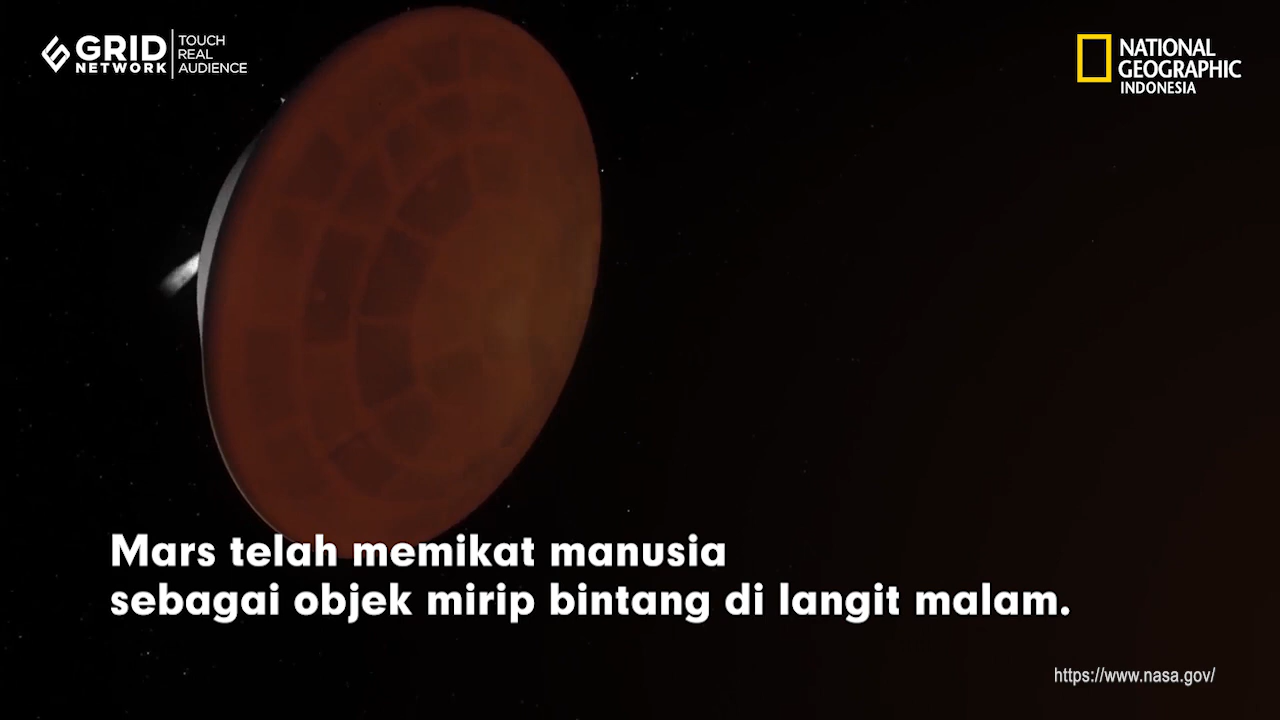 GRID
NETWORK
TOUCH
REAL
AUDIENCE
NATIONAL
GEOGRAPHIC
INDONESIA
Mars telah memikat manusia
sebagai objek mirip bintang di langit malam.
https://www.nasa.gov/